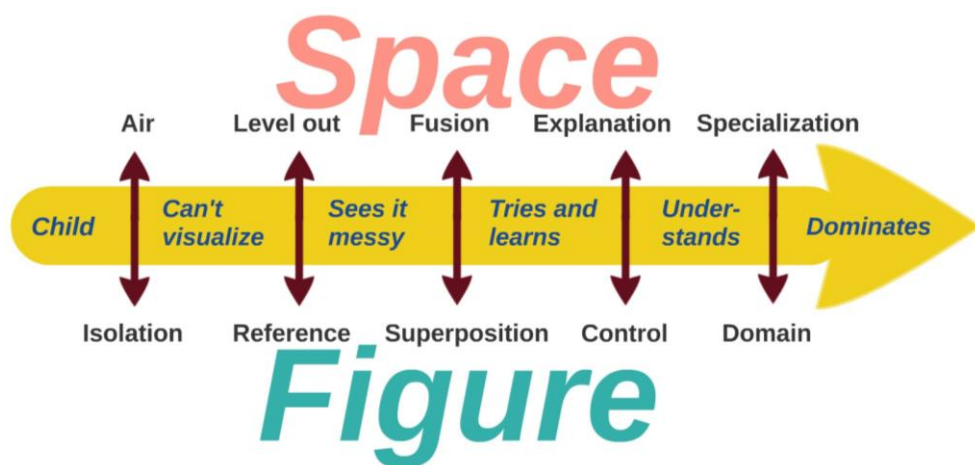 Space
Air Level out Fusion Explanation Specialization
Child
Can't
visualize
Sees it
messy
Tries and
learns
Under-
stands
Dominates
Isolation Reference Superposition Control Domain
Figure